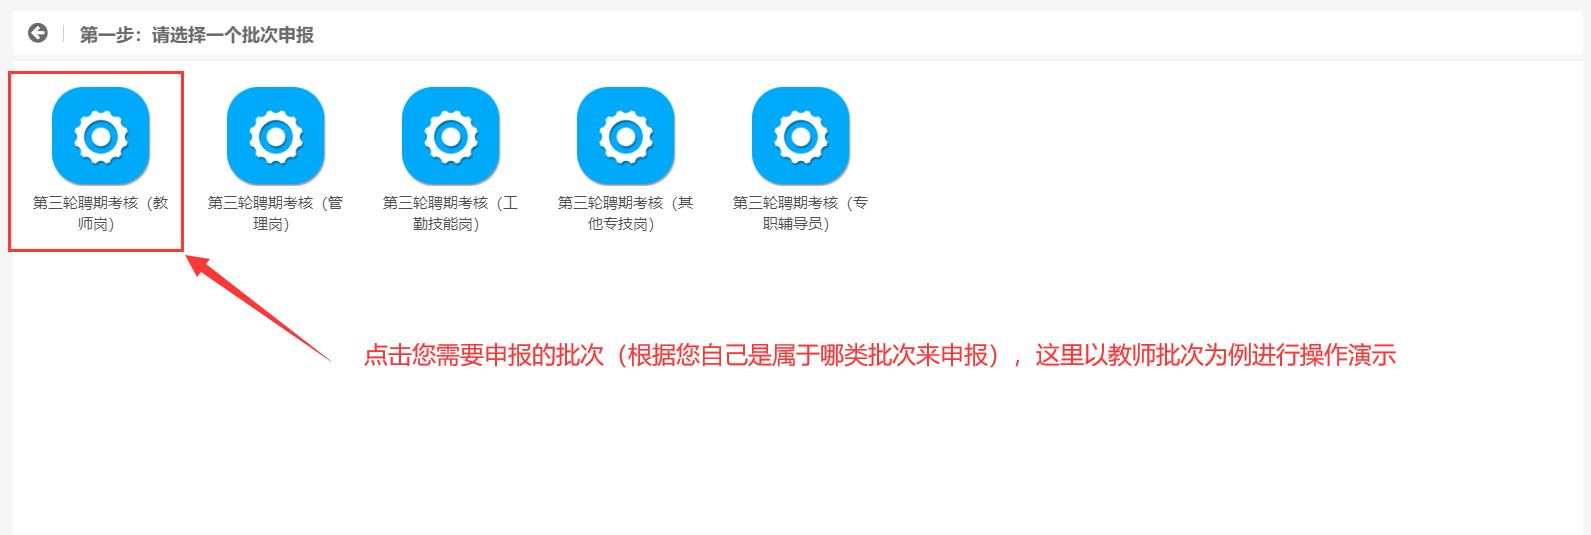 第一步：请选择一个批次申报
第三轮聘期考核（教
师岗）
第三轮聘期考核（管
理岗）
第三轮聘期考核（工
勤技能岗）
第三轮聘期考核（其
他专技岗）
第三轮聘期考核（专
职辅导员）
点击您需要申报的批次（根据您自己是属于哪类批次来申报），这里以教师批次为例进行操作演示